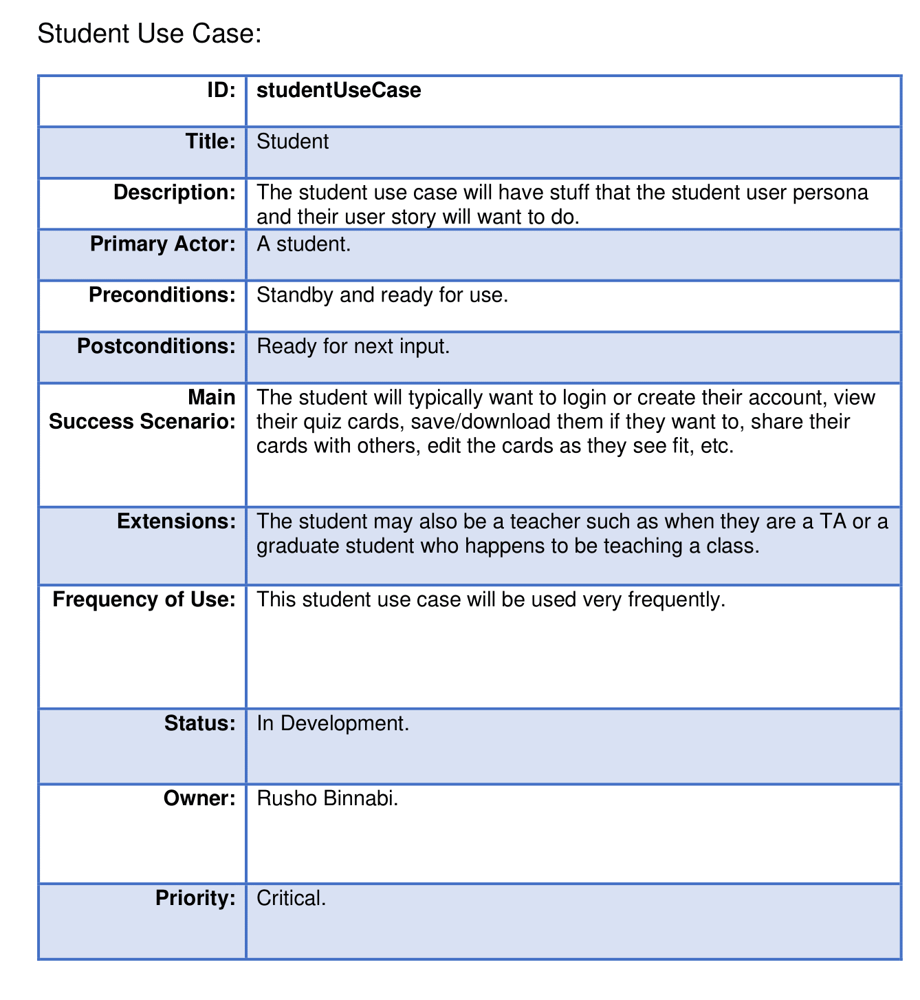 Student Use Case:
ID: studentUseCase
Title: Student
Description: The student use case will have stuff that the student user persona
and their user story will want to do.
Primary Actor: A student.
Preconditions: Standby and ready for use.
Postconditions: Ready for next input.
Main Success Scenario: The student will typically want to login or create their account, view
their quiz cards, save/download them if they want to, share their
cards with others, edit the cards as they see fit, etc.
Extensions: The student may also be a teacher such as when they are a TA or a
graduate student who happens to be teaching a class.
Frequency of Use: This student use case will be used very frequently.
Status: In Development.
Owner: Rusho Binnabi.
Priority: Critical.